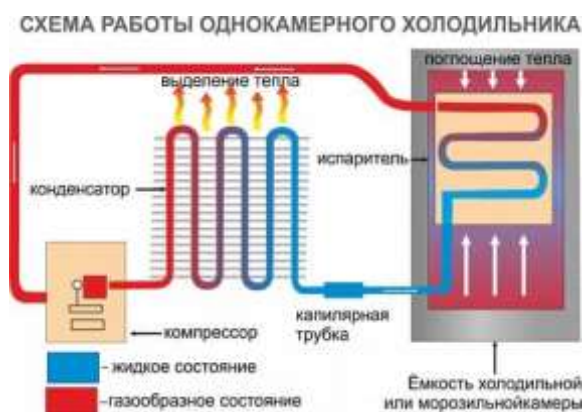 СХЕМА РАБОТЫ ОДНОКАМЕРНОГО ХОЛОДИЛЬНИКА
поглощение тепла
выделение тепла
испаритель
конденсатор
капилярная
трубка
компрессор
- жидкое состояние
- газообразное состояние
Ёмкость холодильной
или морозильнойкамеры